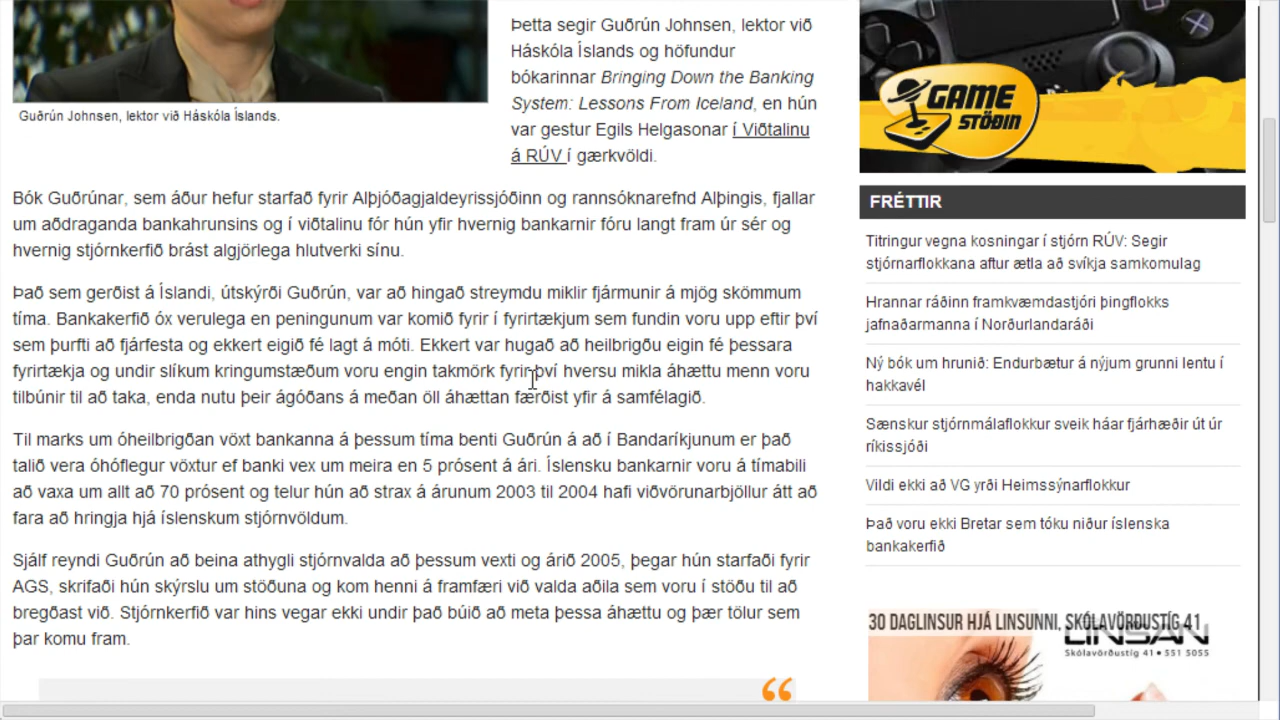 Þetta segir Guðrún Johnsen, lektor við
Háskóla Íslands og höfundur
bókarinnar Bringing Down the Banking
System: Lessons From Iceland, en hún
var gestur Egils Helgasonar í Viðtalinu
á RÚV í gærkvöldi.
Guðrún Johnsen, lektor við Háskóla Íslands.
Bók Guðrúnar, sem áður hefur starfað fyrir Alþjóðagjaldeyrissjóðinn og rannsóknarefnd Alþingis, fjallar
um aðdraganda bankahrunsins og í viðtalinu fór hún yfir hvernig bankarnir fóru langt fram úr sér og
hvernig stjórnkerfið brást algjörlega hlutverki sínu.
Það sem gerðist á Íslandi, útskýrði Guðrún, var að hingað streymdu miklir fjármunir á mjög skömmum
tíma. Bankakerfið óx verulega en peningunum var komið fyrir í fyrirtækjum sem fundin voru upp eftir því
sem þurfti að fjárfesta og ekkert eigið fé lagt á móti. Ekkert var hugað að heilbrigðu eigin fé þessara
fyrirtækja og undir slíkum kringumstæðum voru engin takmörk fyrir því hversu mikla áhættu menn voru
tilbúnir til að taka, enda nutu þeir ágóðans á meðan öll áhættan færðist yfir á samfélagið.
Til marks um óheilbrigðan vöxt bankanna á þessum tíma benti Guðrún á að í Bandaríkjunum er það
talið vera óhóflegur vöxtur ef banki vex um meira en 5 prósent á ári. Íslensku bankarnir voru á tímabili
að vaxa um allt að 70 prósent og telur hún að strax á árunum 2003 til 2004 hafi viðvörunarbjöllur átt að
fara að hringja hjá íslenskum stjórnvöldum.
Sjálf reyndi Guðrún að beina athygli stjórnvalda að þessum vexti og árið 2005, þegar hún starfaði fyrir
AGS, skrifaði hún skýrslu um stöðuna og kom henni á framfæri við valda aðila sem voru í stöðu til að
bregðast við. Stjórnkerfið var hins vegar ekki undir það búið að meta þessa áhættu og þær tölur sem
þar komu fram.
“
GAME
STÖÐIN
FRÉTTIR
Titringur vegna kosningar í stjórn RÚV: Segir
stjórnarflokkana aftur ætla að svíkja samkomulag
Hrannar ráðinn framkvæmdastjóri þingflokks
jafnaðarmanna í Norðurlandaráði
Ný bók um hrunið: Endurbætur á nýjum grunni lentu í
hakkavél
Sænskur stjórnmálaflokkur sveik háar fjárhæðir út úr
ríkissjóði
Vildi ekki að VG yrði Heimssýnarflokkur
Það voru ekki Bretar sem tóku niður íslenska
bankakerfið
30 DAGLINSUR HJÁ LINSUNNI, SKÓLAVÖRÐUSTÍG 41
LINSAN
Skólavörðustíg 41 • 551 5055